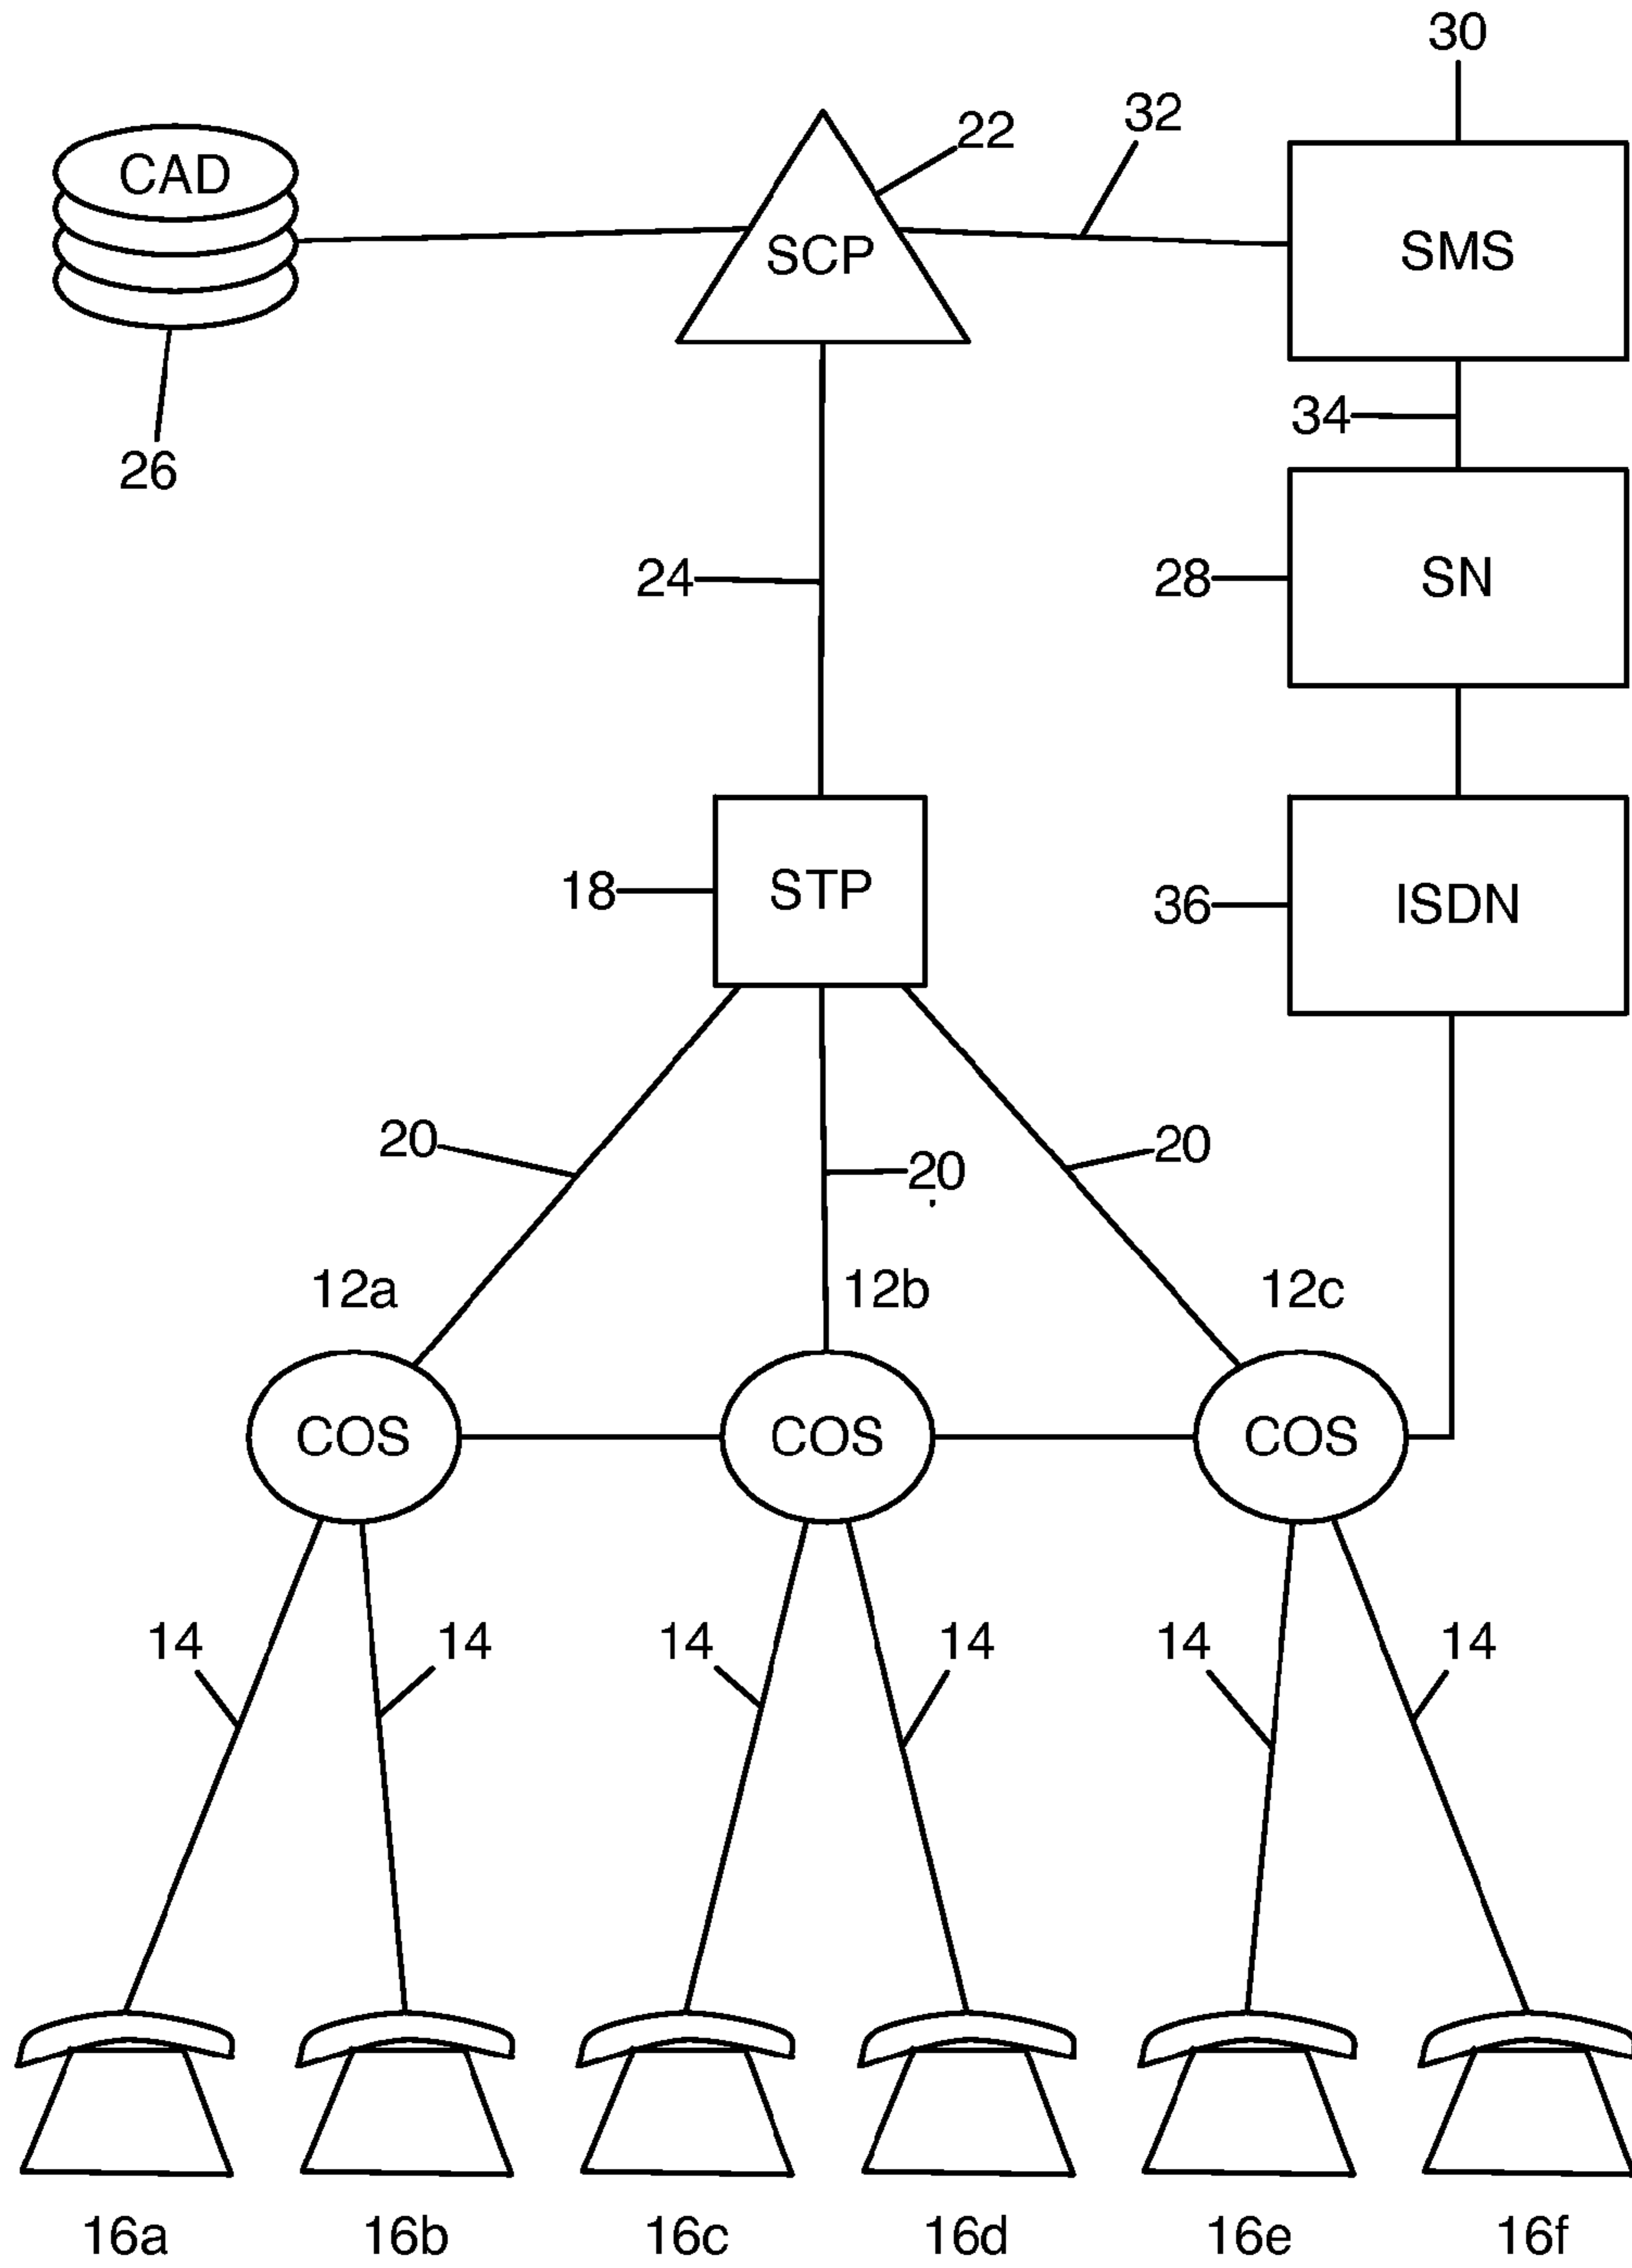 30
22 32
CAD
SCP SMS
34
26
24 28 SN
18 STP 36 ISDN
20 20 20
12a 12b 12c
COS COS COS
14 14 14 14 14 14
16a 16b 16c 16d 16e 16f